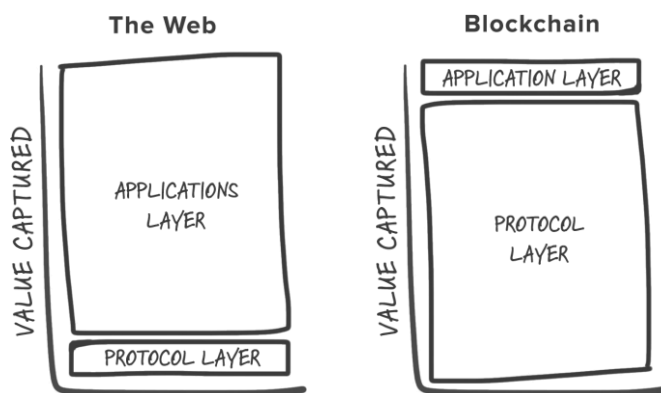 The Web
VALUE CAPTURED
APPLICATIONS
LAYER
PROTOCOL LAYER
Blockchain
VALUE CAPTURED
APPLICATION LAYER
PROTOCOL
LAYER